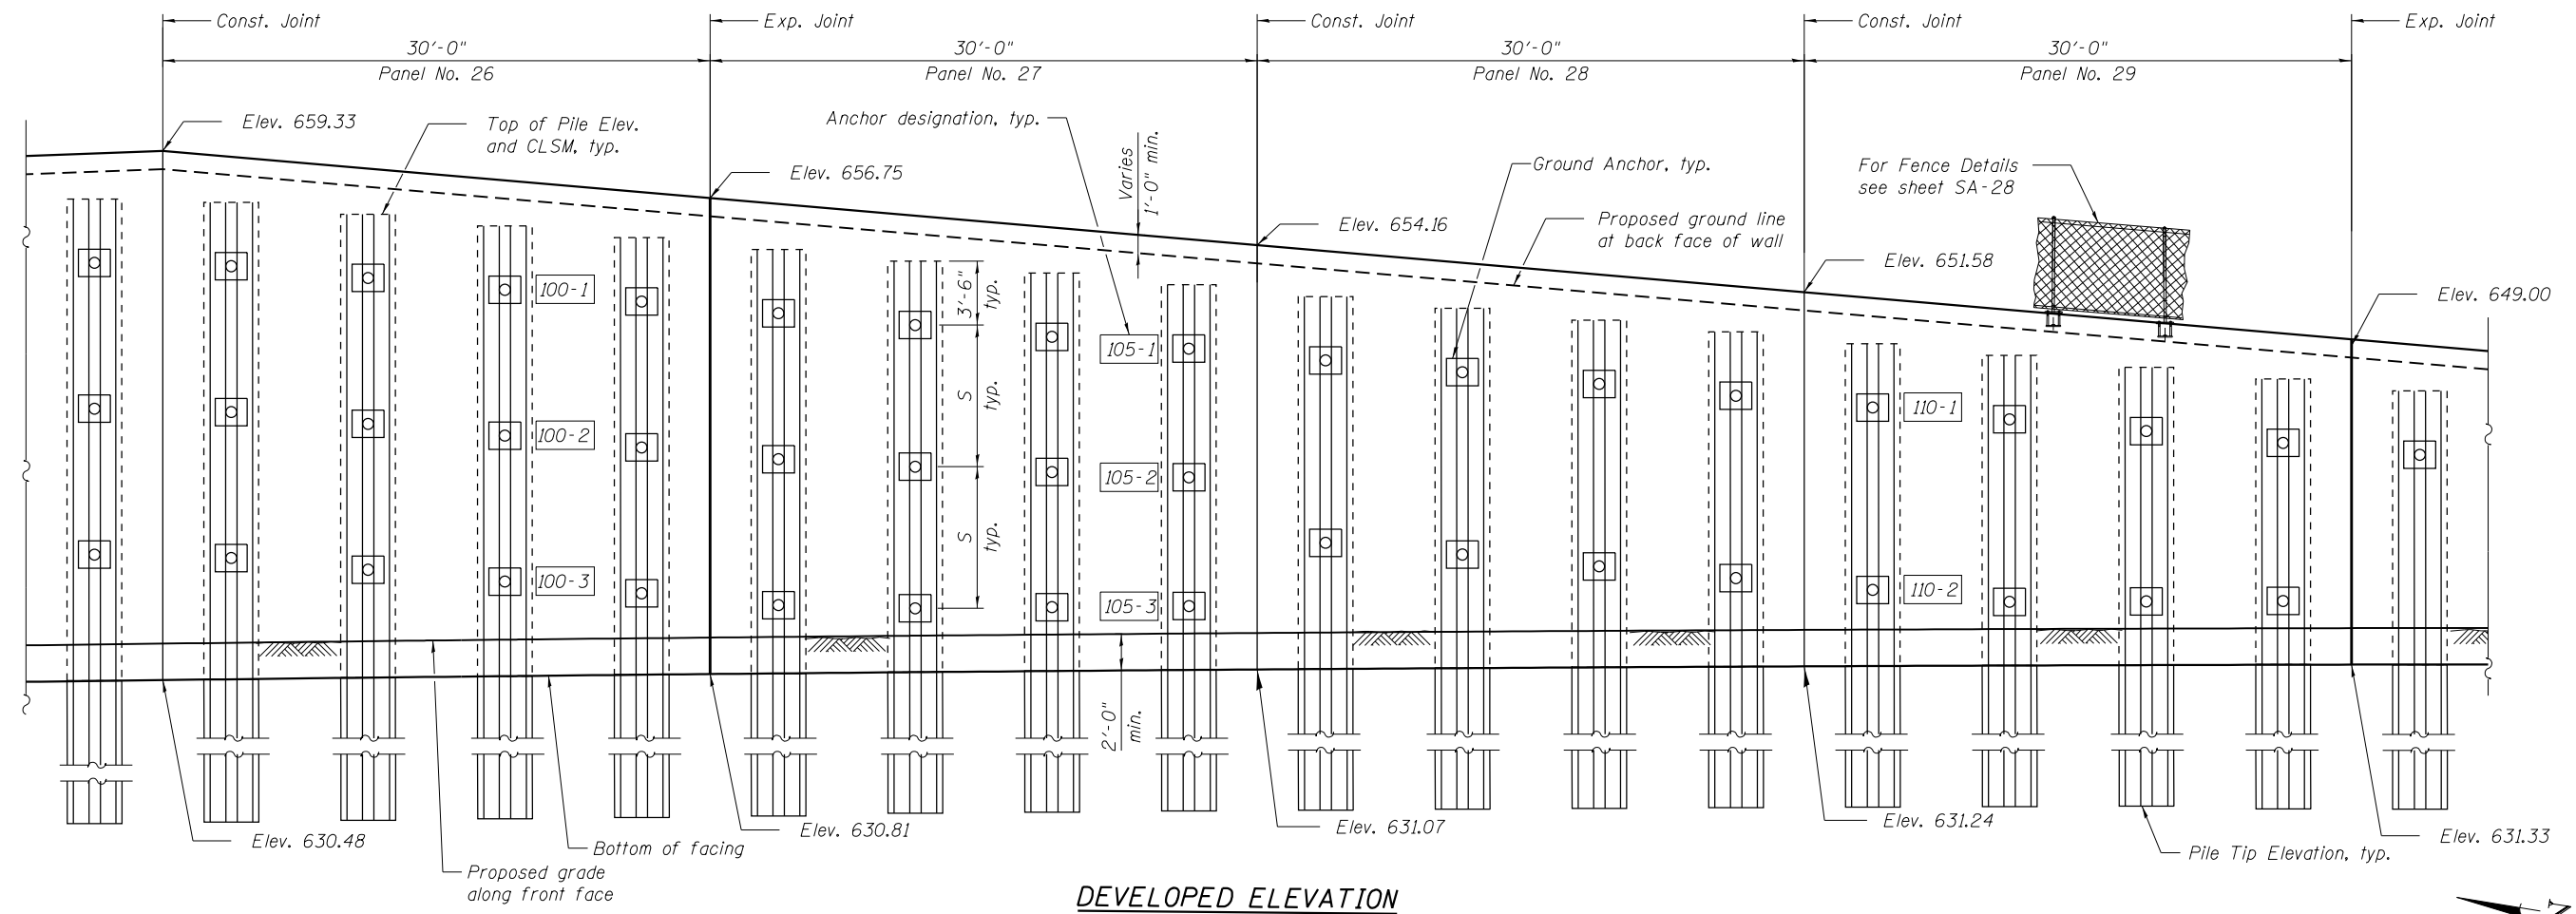 Const. Joint
Exp. Joint
Const. Joint
Const. Joint
Exp. Joint
30'-0"
30'-0"
30'-0"
30'-0"
Panel No. 26
Panel No. 27
Panel No. 28
Panel No. 29
Elev. 659.33
Top of Pile Elev.
and CLSM, typ.
Anchor designation, typ.
Varies
1'-0" min.
Elev. 656.75
Ground Anchor, typ.
For Fence Details
see sheet SA-28
Elev. 654.16
Proposed ground line
at back face of wall
Elev. 651.58
Elev. 649.00
3'-6"
typ.
S
typ.
S
typ.
100-1
100-2
100-3
105-1
105-2
105-3
110-1
110-2
2'-0"
min.
Elev. 630.48
Elev. 630.81
Elev. 631.07
Elev. 631.24
Elev. 631.33
Bottom of facing
Proposed grade
along front face
Pile Tip Elevation, typ.
DEVELOPED ELEVATION
N